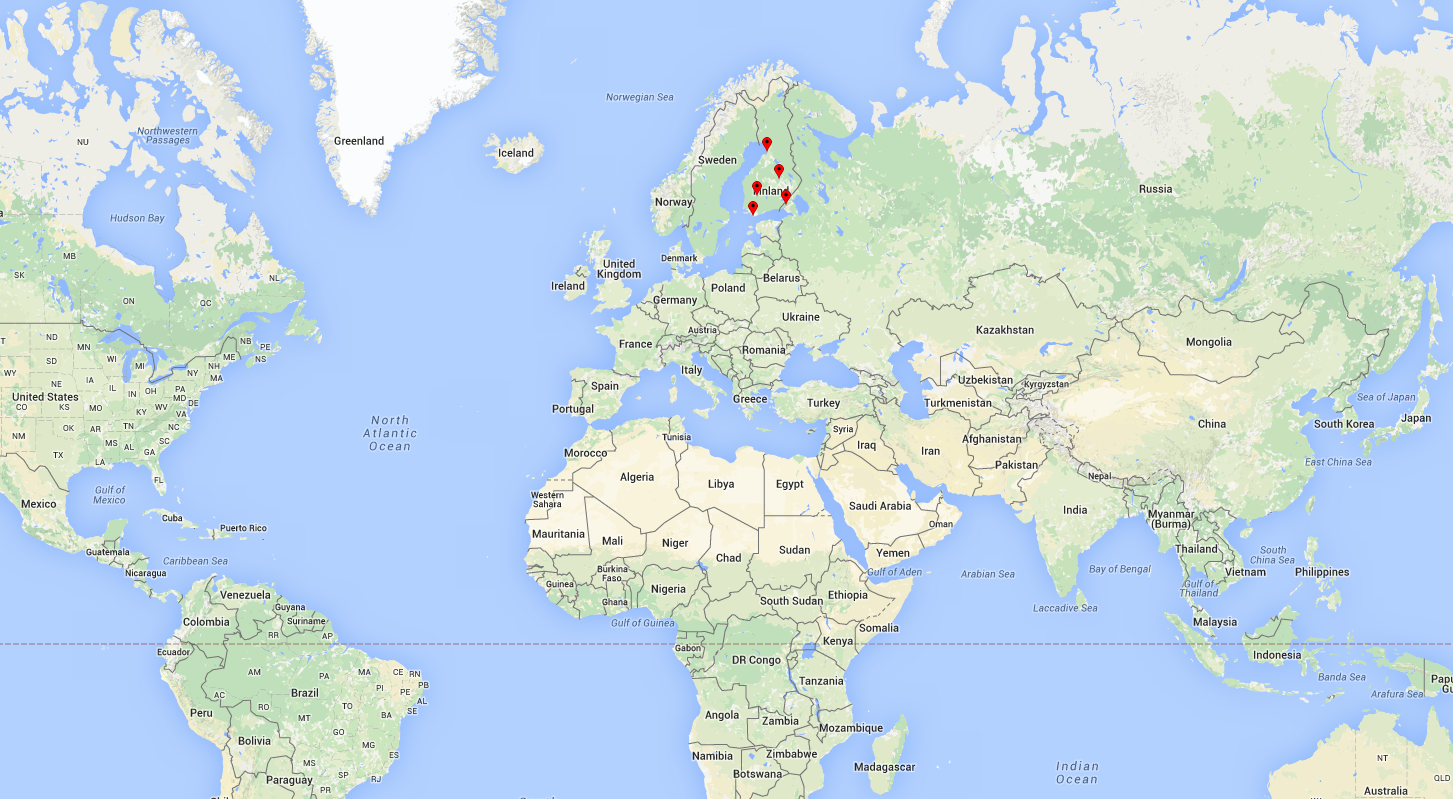 Greenland
Norwegian Sea
NU
Northwestern
Passages
Iceland
Sweden
Finland
Norway
Russia
Hudson Bay
MB
SK
NL
ON
QC
United
Kingdom
Ireland
Denmark
Belarus
Poland
Germany
Ukraine
Austria
France
Romania
Kazakhstan
Mongolia
ND
MN
NB
PE
NS
ME
SD
WI
MI
WY
NH
NY
MA
Italy
Spain
Portugal
Greece
Turkey
Uzbekistan
Kyrgyzstan
Turkmenistan
NE
IA
IL
IN
OH
PA
MD
DE
United States
CO
KS
MO
KY
WV
VA
OK
AR
TN
NC
NM
MS
AL
SC
GA
TX
LA
FL
North
Atlantic
Ocean
Sea of Japan
Japan
South Korea
China
East China Sea
Tunisia
Syria
Iraq
Iran
Afghanistan
Pakistan
Nepal
Morocco
Algeria
Libya
Egypt
Western
Sahara
Saudi Arabia
Oman
India
Myanmar
(Burma)
Gulf of
Mexico
Mexico
Cuba
Puerto Rico
Mauritania
Mali
Niger
Chad
Sudan
Yemen
Guatemala
Caribbean Sea
Nicaragua
Thailand
South
China Sea
Vietnam
Philippines
Gulf of Aden
Arabian Sea
Bay of Bengal
Gulf of
Thailand
Laccadive Sea
Guinea
Burkina
Faso
Ghana
Nigeria
Ethiopia
South Sudan
Gulf of Guinea
Somalia
Venezuela
Guyana
Suriname
Colombia
RR
AP
Malaysia
Ecuador
Gabon
Kenya
DR Congo
Indonesia
Tanzania
Banda Sea
Arafura Sea
Papu
Gu
AM
PA
MA
CE
RN
PB
PI
PE
AL
SE
AC
RO
TO
Brazil
Peru
MT
BA
GO
Bolivia
MG
ES
MS
SP
RJ
Paraguay
PR
Angola
Zambia
Mozambique
Namibia
Zimbabwe
Botswana
Madagascar
Indian
Ocean
NT
QLD
Australia